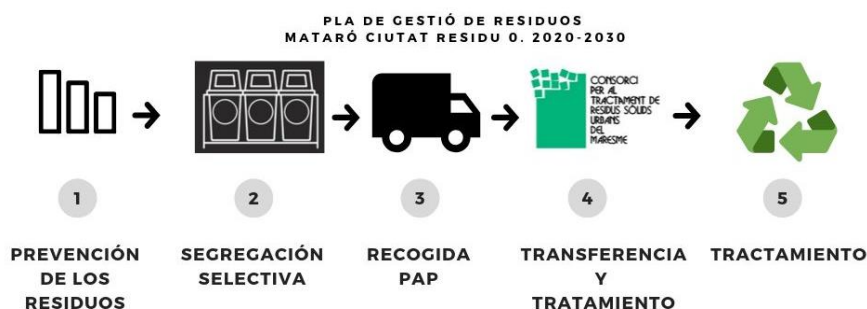 PLA DE GESTIÓ DE RESIDUOS
MATARÓ CIUTAT RESIDU 0. 2020-2030
CONSORCI
PER AL
TRACTAMENT DE
RESIDUS SÒLIDS
URBANS
DEL
MARESME
1
2
3
4
5
PREVENCIÓN
DE LOS
RESIDUOS
SEGREGACIÓN
SELECTIVA
RECOGIDA
PAP
TRANSFERENCIA
Y
TRATAMIENTO
TRACTAMIENTO